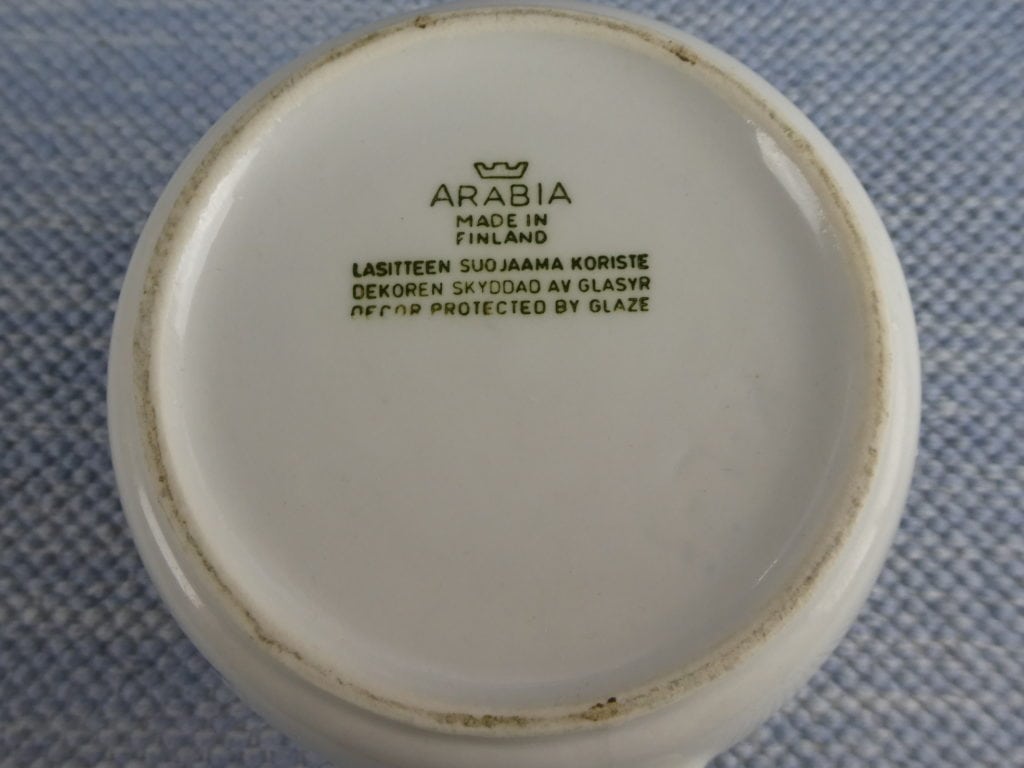 ARABIA
MADE IN
FINLAND
LASITTEEN SUOJAAMA KORISTE
DEKOREN SKYDDAD AV GLASYR
DECOR PROTECTED BY GLAZE